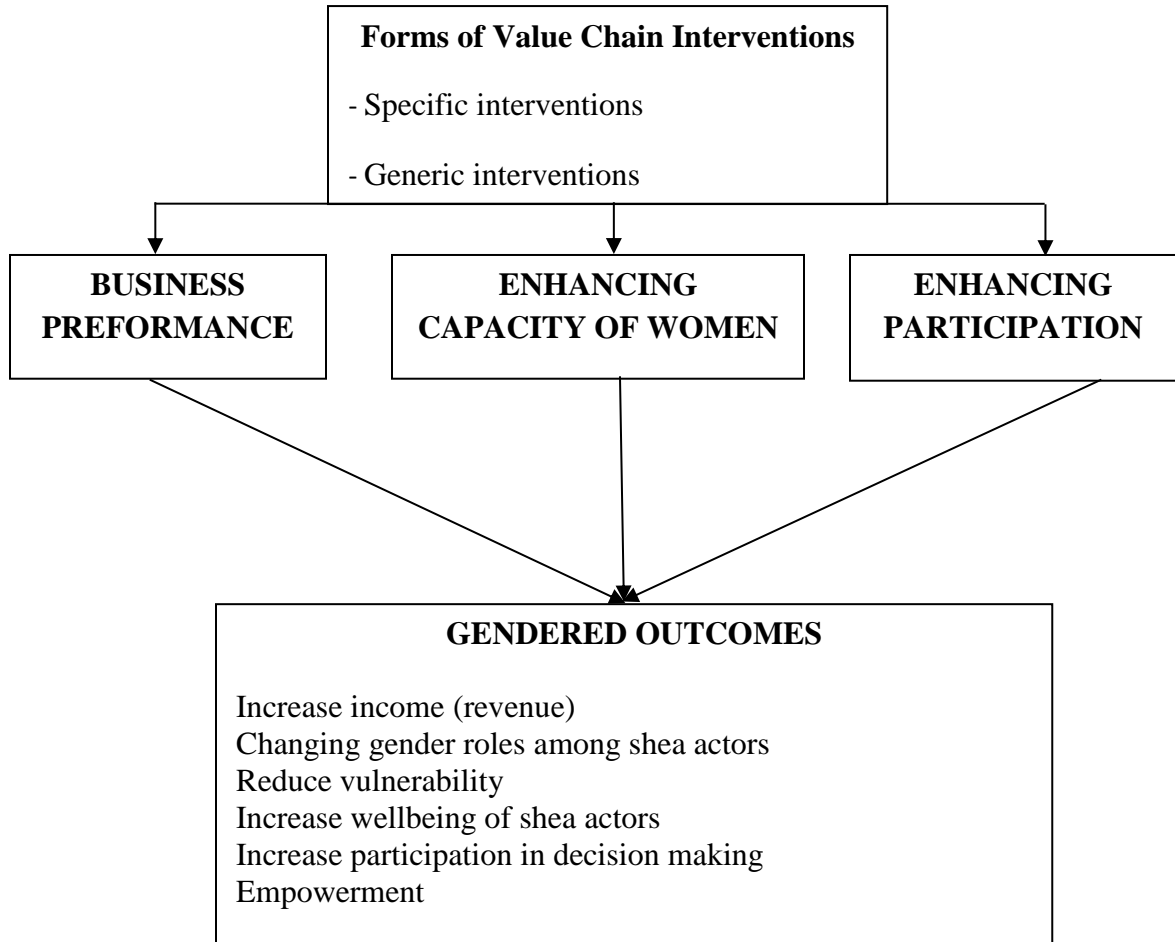 Forms of Value Chain Interventions
- Specific interventions
- Generic interventions
BUSINESS
PREFORMANCE
ENHANCING
CAPACITY OF WOMEN
ENHANCING
PARTICIPATION
GENDERED OUTCOMES
Increase income (revenue)
Changing gender roles among shea actors
Reduce vulnerability
Increase wellbeing of shea actors
Increase participation in decision making
Empowerment